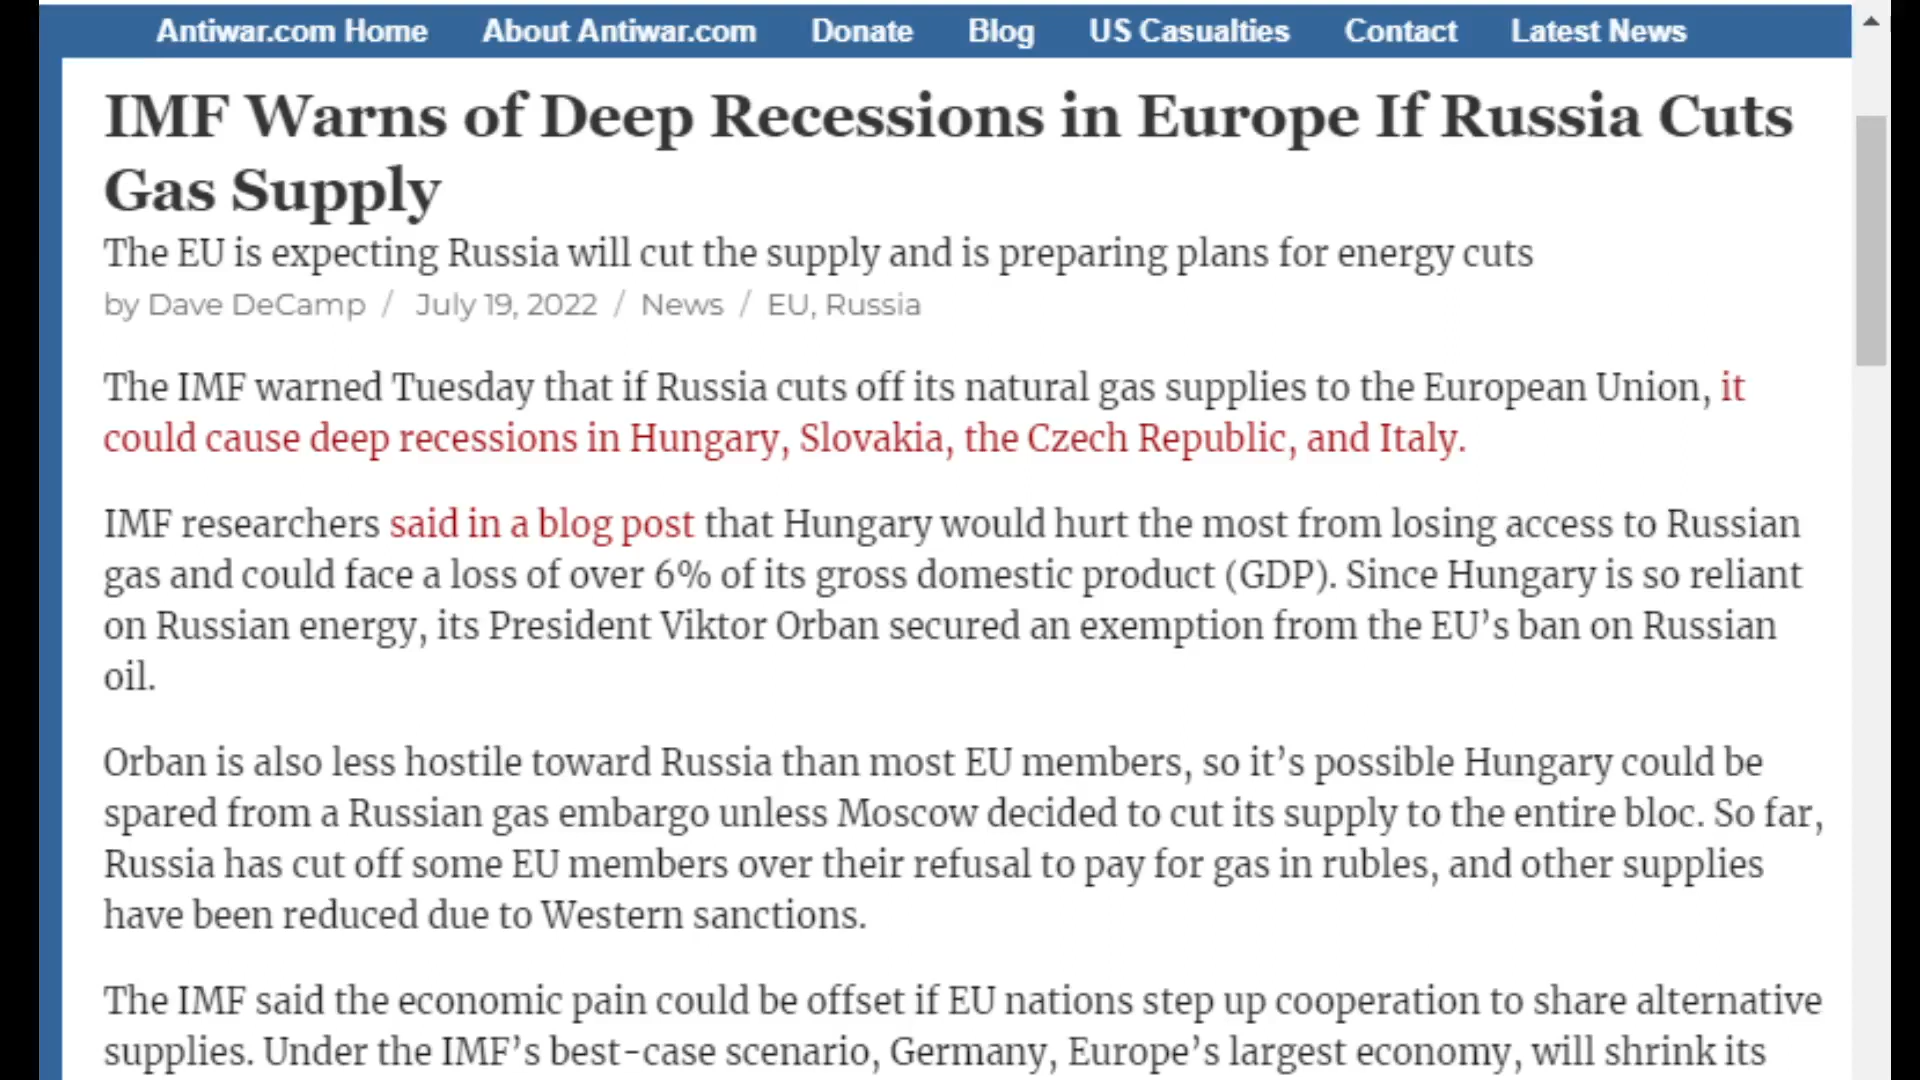 Antiwar.com Home About Antiwar.com Donate Blog US Casualties Contact Latest News
IMF Warns of Deep Recessions in Europe If Russia Cuts
Gas Supply
The EU is expecting Russia will cut the supply and is preparing plans for energy cuts
by Dave DeCamp / July 19, 2022 / News / EU, Russia
The IMF warned Tuesday that if Russia cuts off its natural gas supplies to the European Union, it
could cause deep recessions in Hungary, Slovakia, the Czech Republic, and Italy.
IMF researchers said in a blog post that Hungary would hurt the most from losing access to Russian
gas and could face a loss of over 6% of its gross domestic product (GDP). Since Hungary is so reliant
on Russian energy, its President Viktor Orban secured an exemption from the EU’s ban on Russian
oil.
Orban is also less hostile toward Russia than most EU members, so it’s possible Hungary could be
spared from a Russian gas embargo unless Moscow decided to cut its supply to the entire bloc. So far,
Russia has cut off some EU members over their refusal to pay for gas in rubles, and other supplies
have been reduced due to Western sanctions.
The IMF said the economic pain could be offset if EU nations step up cooperation to share alternative
supplies. Under the IMF’s best-case scenario, Germany, Europe’s largest economy, will shrink its